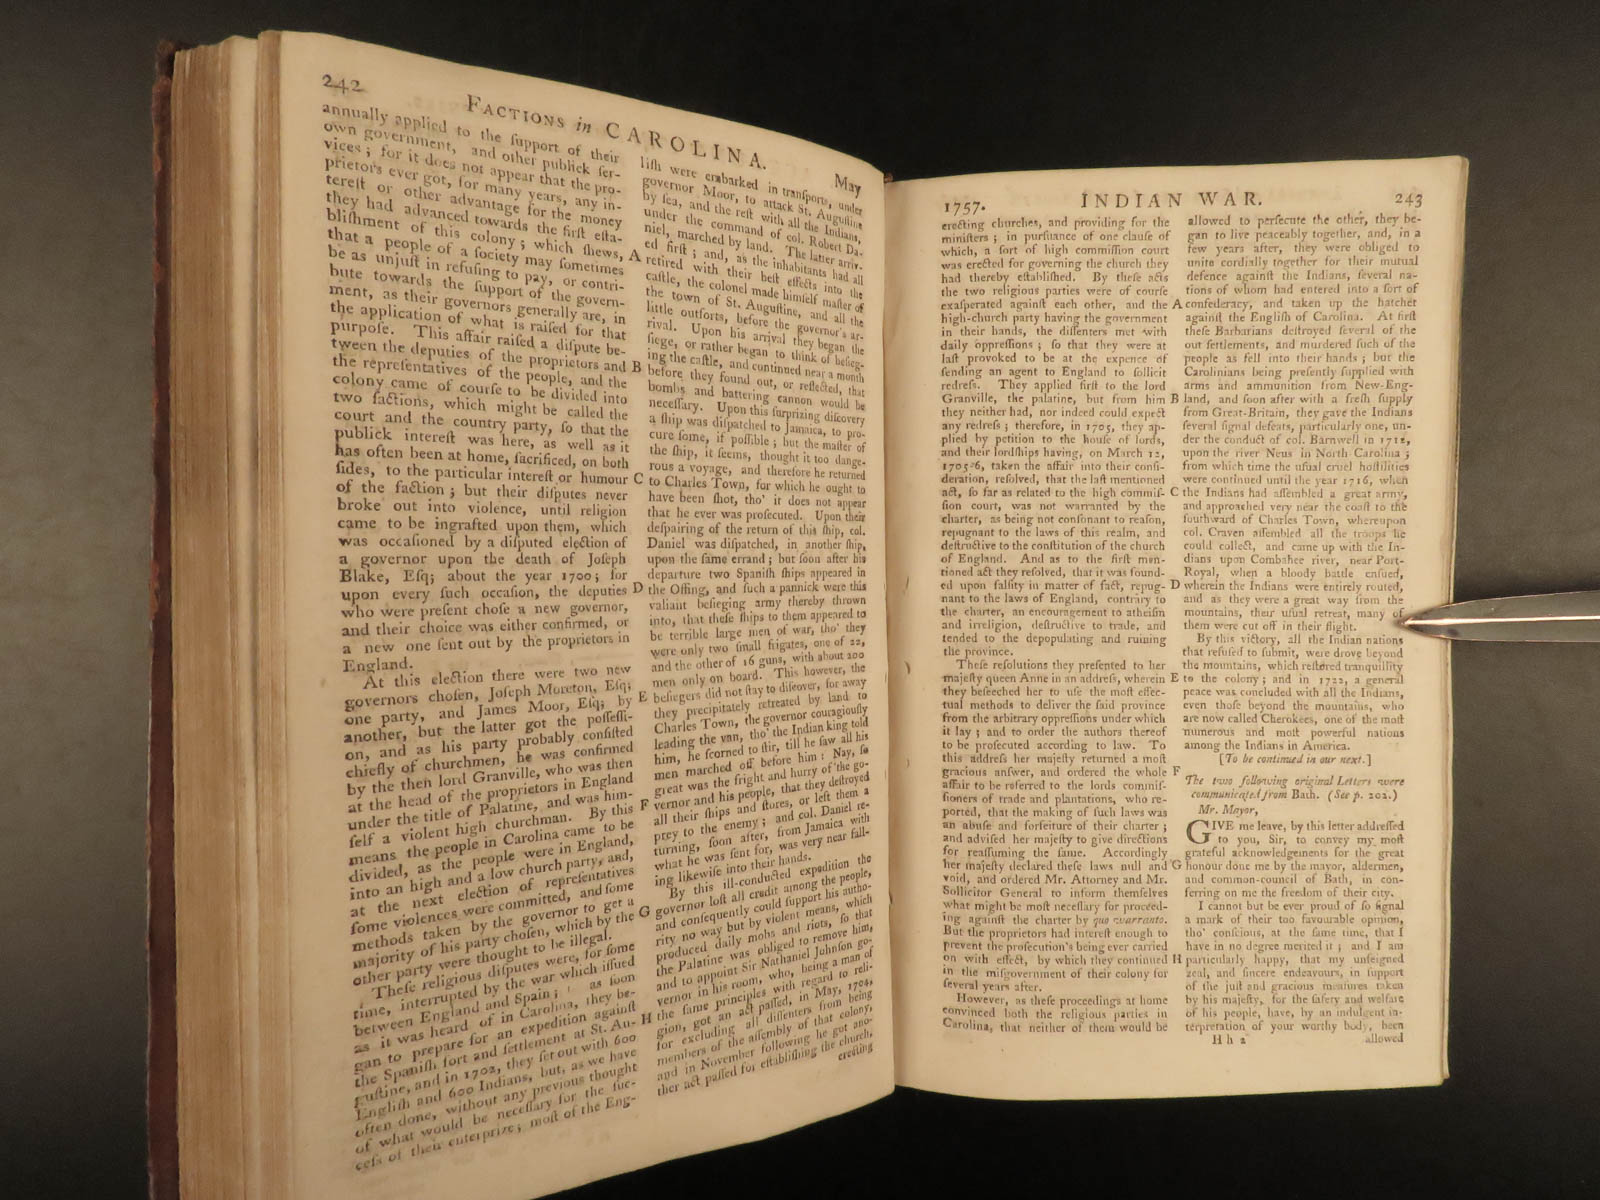 242
FACTIONS in CAROLINA.
May
annually applied to the ſupport of their
own government, and other publick ſer-
vices; for it does not appear that the pro-
prietors ever got, for many years, any in-
tereſt or other advantage for the money
they had advanced towards the firſt eſta-
bliſhment of this colony; which ſhews,
that a people of a ſociety may ſometimes
be as unjuſt in refuſing to pay, or contri-
bute towards the ſupport of the govern-
ment, as their governors generally are, in
the application of what is raiſed for that
purpoſe. This affair raiſed a diſpute be-
tween the deputies of the proprietors and
the repreſentatives of the people, and the
colony came of courſe to be divided into
two factions, which might be called the
court and the country party, ſo that the
publick intereſt was here, as well as it
has often been at home, ſacrificed, on both
ſides, to the particular intereſt or humour
of the faction; but their diſputes never
broke out into violence, until religion
came to be ingrafted upon them, which
was occaſioned by a diſputed election of
a governor upon the death of Joſeph
Blake, Eſq; about the year 1700; for
upon every ſuch occaſion, the deputies
who were preſent choſe a new governor,
and their choice was either confirmed, or
a new one ſent out by the proprietors in
England.
At this election there were two new
governors choſen, Joſeph Moreton, Eſq;
one party, and James Moor, Eſq; by
another, but the latter got the poſſeſſi-
on, and as his party probably conſiſted
chiefly of churchmen, he was confirmed
by the then lord Granville, who was then
at the head of the proprietors in England
under the title of Palatine, and was him-
ſelf a violent high churchman. By this
means the people in Carolina came to be
divided, as the people were in England,
into an high and a low church party, and,
at the next election of repreſentatives
ſome violences were committed, and ſome
methods taken by the governor to get a
majority of his party choſen, which by the
other party were thought to be illegal.
Theſe religious diſputes were, for ſome
time, interrupted by the war which iſſued
between England and Spain; as ſoon
as it was heard of in Carolina, they be-
gan to prepare for an expedition againſt
the Spaniſh fort and ſettlement at St. Au-
guſtine, and in 1702, they ſet out with 600
Engliſh and 600 Indians, but, as we have
often done, without any previous thought
of what would be neceſſary for the ſuc-
ceſs of their enterprize; moſt of the Eng-
liſh were embarked in tranſports, under
governor Moor, to attack St. Auguſtine
by ſea, and the reſt with all the Indians,
under the command of col. Robert Da-
niel, marched by land. The latter arriv-
ed firſt; and, as the inhabitants had all
A retired with their beſt effects into the
caſtle, the colonel made himſelf maſter of
the town of St. Auguſtine, and all the
little outforts, before the governor's ar-
rival. Upon his arrival they began the
ſiege, or rather began to think of beſieg-
ing the caſtle, and continued near a month
B before they found out, or reflected, that
bombs and battering cannon would be
neceſſary. Upon this ſurprizing diſcovery
a ſhip was diſpatched to Jamaica, to pro-
cure ſome, if poſſible; but the maſter of
the ſhip, it ſeems, thought it too dange-
rous a voyage, and therefore he returned
C to Charles Town, for which he ought to
have been ſhot, tho' it does not appear
that he ever was proſecuted. Upon their
deſpairing of the return of this ſhip, col.
Daniel was diſpatched, in another ſhip,
upon the ſame errand; but ſoon after his
departure two Spaniſh ſhips appeared in
D the Offing, and ſuch a pannick were this
valiant beſieging army thereby thrown
into, that theſe ſhips to them appeared to
be terrible large men of war, tho' they
were only two ſmall frigates, one of 22,
and the other of 16 guns, with about 200
men only on board. This however, the
E beſiegers did not ſtay to diſcover, for away
they precipitately retreated by land to
Charles Town, the governor couragiouſly
leading the van, tho' the Indian king told
him, he ſcorned to ſtir, till he ſaw all his
men marched off before him: Nay, ſo
great was the fright and hurry of the go-
F vernor and his people, that they deſtroyed
all their ſhips and ſtores, or left them a
prey to the enemy; and col. Daniel re-
turning, ſoon after, from Jamaica with
what he was ſent for, was very near fall-
ing likewiſe into their hands.
By this ill-conducted expedition the
G governor loſt all credit among the people,
and conſequently could ſupport his autho-
rity no way but by violent means, which
produced daily mobs and riots, ſo that
the Palatine was obliged to remove him,
and to appoint Sir Nathaniel Johnſon go-
vernor in his room, who, being a man of
H the ſame principles with regard to reli-
gion, got an act paſſed, in May, 1704,
for excluding all diſſenters from being
members of the aſſembly of that colony,
and in November following he got ano-
ther act paſſed for eſtabliſhing the church,
erecting
1757.
INDIAN WAR.
243
erecting churches, and providing for the
miniſters; in purſuance of one clauſe of
which, a ſort of high commiſſion court
was erected for governing the church they
had thereby eſtabliſhed. By theſe acts
the two religious parties were of courſe
exaſperated againſt each other, and the
high-church party having the government
in their hands, the diſſenters met with
daily oppreſſions; ſo that they were at
laſt provoked to be at the expence of
ſending an agent to England to ſollicit
redreſs. They applied firſt to the lord
Granville, the palatine, but from him
they neither had, nor indeed could expect
any redreſs; therefore, in 1705, they ap-
plied by petition to the houſe of lords,
and their lordſhips having, on March 12,
1705-6, taken the affair into their conſi-
deration, reſolved, that the laſt mentioned
act, ſo far as related to the high commiſ-
ſion court, was not warranted by the
charter, as being not conſonant to reaſon,
repugnant to the laws of this realm, and
deſtructive to the conſtitution of the church
of England. And as to the firſt men-
tioned act they reſolved, that it was found-
ed upon falſity in matter of fact, repug-
nant to the laws of England, contrary to
the charter, an encouragement to atheiſm
and irreligion, deſtructive to trade, and
tended to the depopulating and ruining
the province.
Theſe reſolutions they preſented to her
majeſty queen Anne in an addreſs, wherein
they beſeeched her to uſe the moſt effec-
tual methods to deliver the ſaid province
from the arbitrary oppreſſions under which
it lay; and to order the authors thereof
to be proſecuted according to law. To
this addreſs her majeſty returned a moſt
gracious anſwer, and ordered the whole
affair to be referred to the lords commiſ-
ſioners of trade and plantations, who re-
ported, that the making of ſuch laws was
an abuſe and forfeiture of their charter;
and adviſed her majeſty to give directions
for reaſſuming the ſame. Accordingly
her majeſty declared theſe laws null and
void, and ordered Mr. Attorney and Mr.
Sollicitor General to inform themſelves
what might be moſt neceſſary for proceed-
ing againſt the charter by quo warranto.
But the proprietors had intereſt enough to
prevent the proſecution's being ever carried
on with effect, by which they continued
in the miſgovernment of their colony for
ſeveral years after.
However, as theſe proceedings at home
convinced both the religious parties in
Carolina, that neither of them would be
allowed to perſecute the other, they be-
gan to live peaceably together, and, in a
few years after, they were obliged to
unite cordially together for their mutual
defence againſt the Indians, ſeveral na-
tions of whom had entered into a ſort of
A confederacy, and taken up the hatchet
againſt the Engliſh of Carolina. At firſt
theſe Barbarians deſtroyed ſeveral of the
out ſettlements, and murdered ſuch of the
people as fell into their hands; but the
Carolinians being preſently ſupplied with
arms and ammunition from New-Eng-
B land, and ſoon after with a freſh ſupply
from Great-Britain, they gave the Indians
ſeveral ſignal defeats, particularly one, un-
der the conduct of col. Barnwell in 1712,
upon the river Neus in North Carolina;
from which time the uſual cruel hoſtilities
were continued until the year 1716, when
C the Indians had aſſembled a great army,
and approached very near the coaſt to the
ſouthward of Charles Town, whereupon
col. Craven aſſembled all the troops he
could collect, and came up with the In-
dians upon Combahee river, near Port-
Royal, when a bloody battle enſued,
D wherein the Indians were entirely routed,
and as they were a great way from the
mountains, their uſual retreat, many of
them were cut off in their flight.
By this victory, all the Indian nations
that refuſed to ſubmit, were drove beyond
the mountains, which reſtored tranquillity
E to the colony; and in 1722, a general
peace was concluded with all the Indians,
even thoſe beyond the mountains, who
are now called Cherokees, one of the moſt
numerous and moſt powerful nations
among the Indians in America.
[To be continued in our next.]
F
The two following original Letters were
communicated from Bath. (See p. 202.)
Mr. Mayor,
GIVE me leave, by this letter addreſſed
to you, Sir, to convey my moſt
grateful acknowledgements for the great
G honour done me by the mayor, aldermen,
and common-council of Bath, in con-
ferring on me the freedom of their city.
I cannot but be ever proud of ſo ſignal
a mark of their too favourable opinion,
tho' conſcious, at the ſame time, that I
have in no degree merited it; and I am
H particularly happy, that my unſeigned
zeal, and ſincere endeavours, in ſupport
of the juſt and gracious meaſures taken
by his majeſty, for the ſafety and welfare
of his people, have, by an indulgent in-
terpretation of your worthy body, been
H h 2
allowed